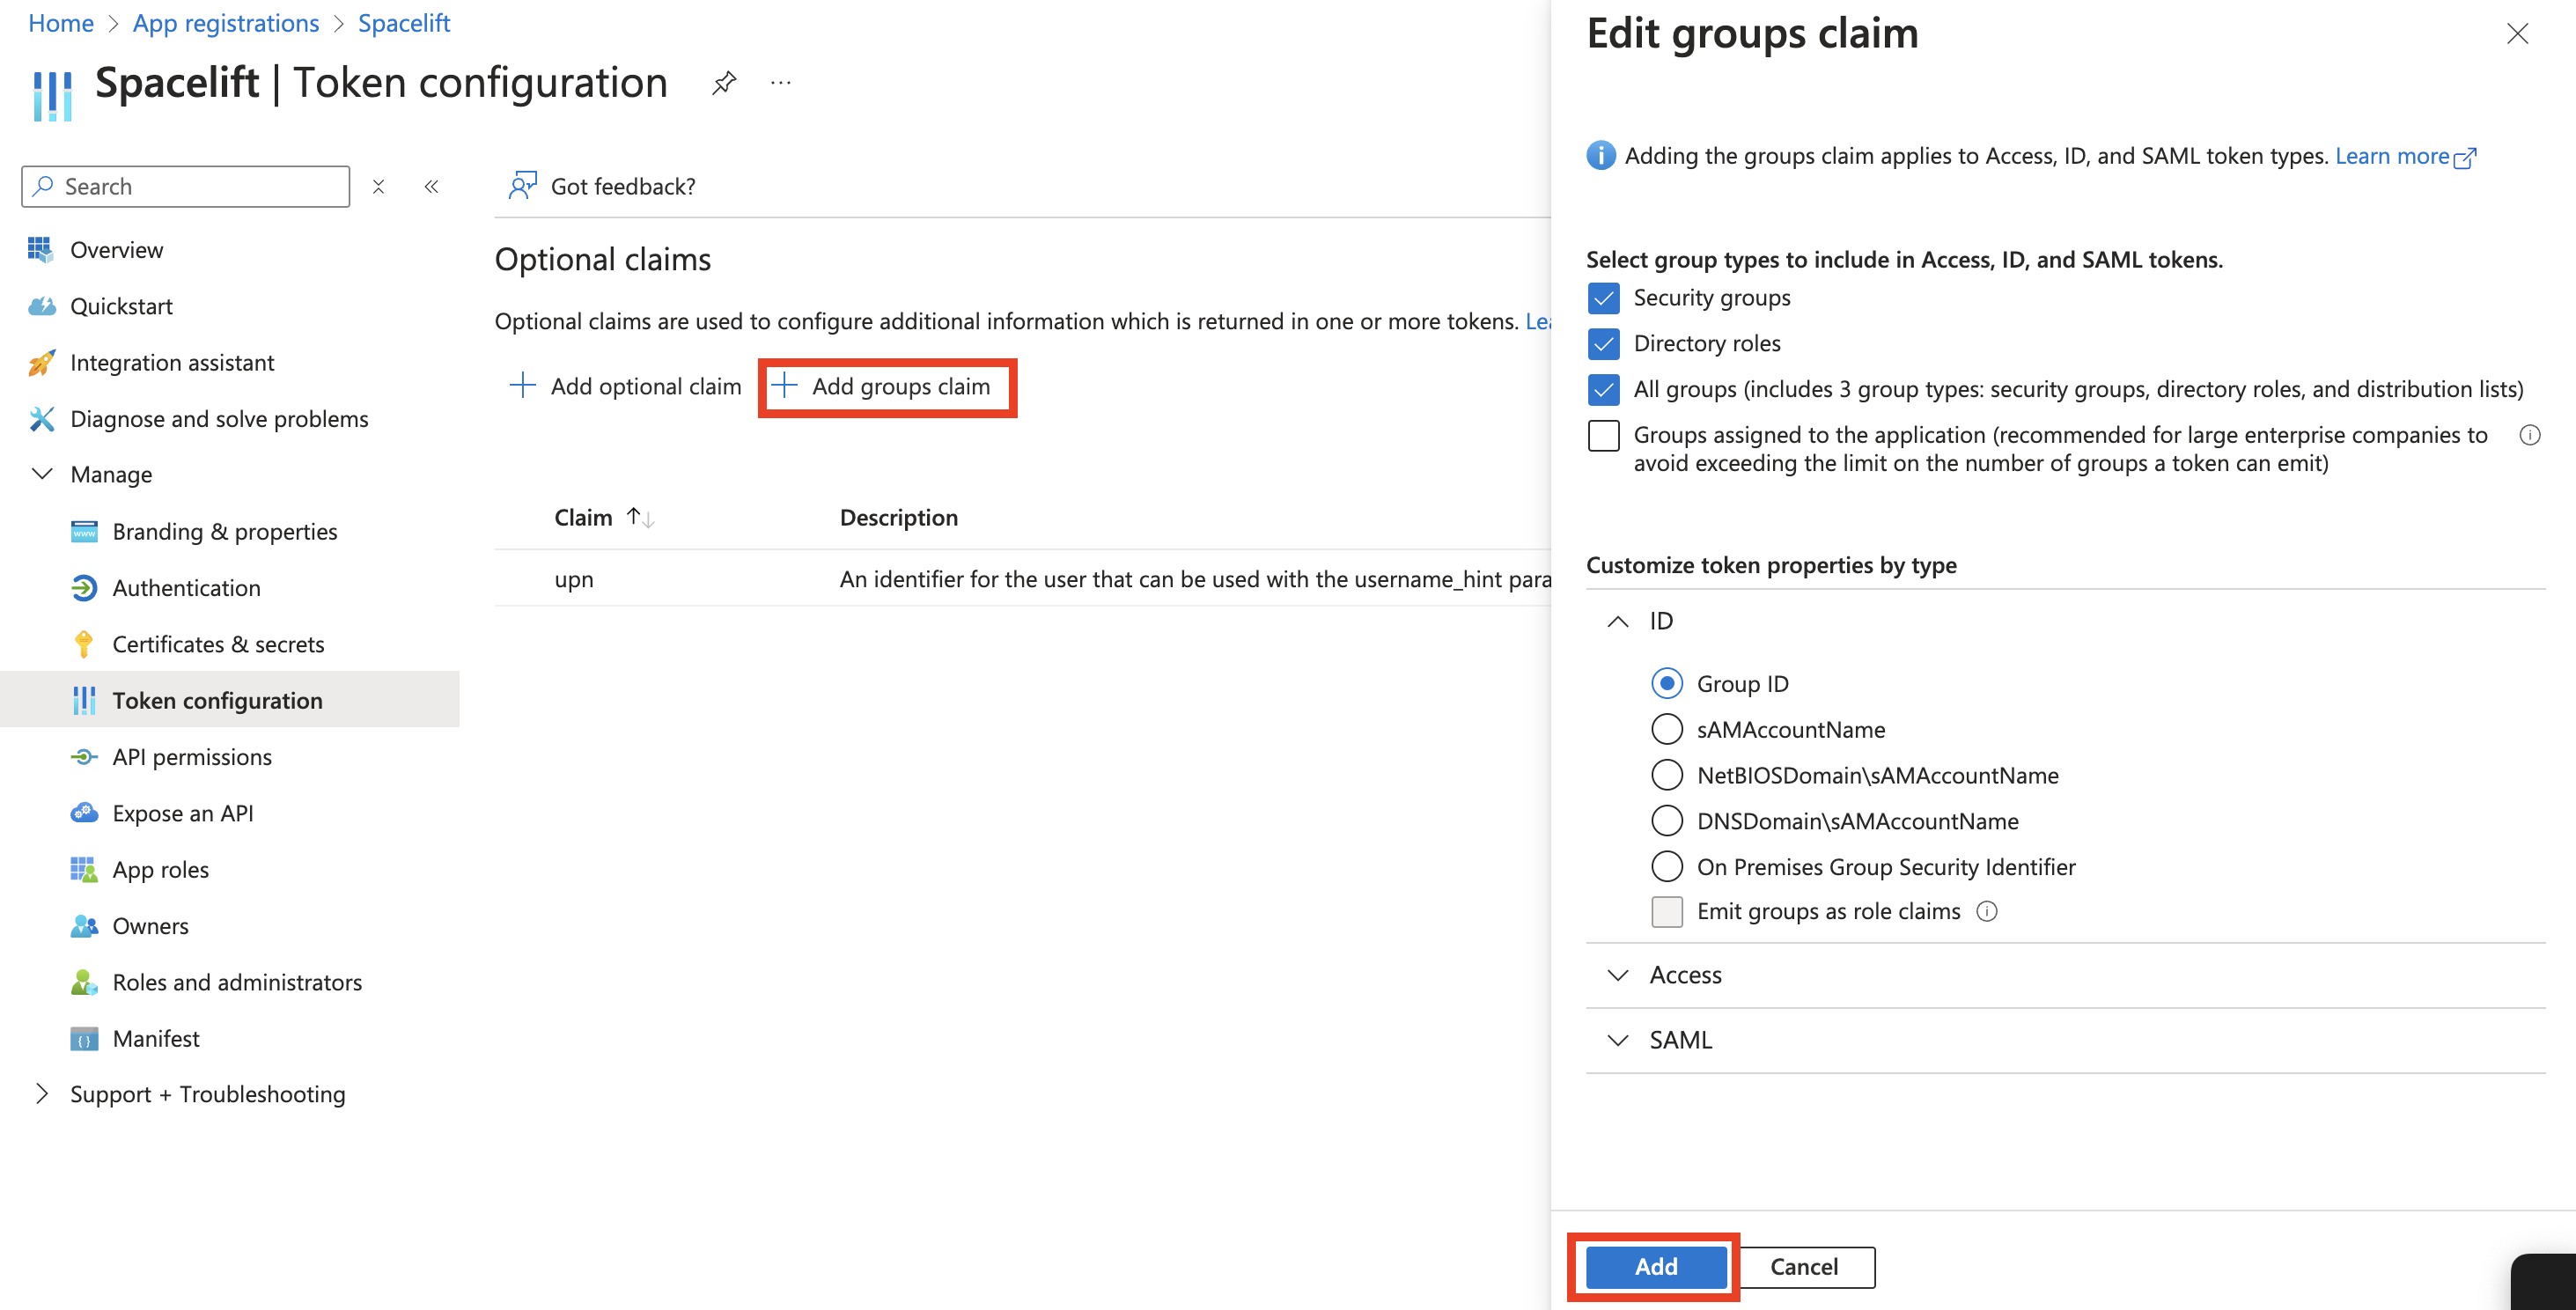 Home > App registrations > Spacelift
Spacelift | Token configuration ...
Search
Overview
Quickstart
Integration assistant
Diagnose and solve problems
Manage
Branding & properties
Authentication
Certificates & secrets
Token configuration
API permissions
Expose an API
App roles
Owners
Roles and administrators
Manifest
Support + Troubleshooting
Got feedback?
Optional claims
Optional claims are used to configure additional information which is returned in one or more tokens. Lea
Add optional claim
Add groups claim
Claim Description
upn An identifier for the user that can be used with the username_hint para
Edit groups claim
Adding the groups claim applies to Access, ID, and SAML token types. Learn more
Select group types to include in Access, ID, and SAML tokens.
Security groups
Directory roles
All groups (includes 3 group types: security groups, directory roles, and distribution lists)
Groups assigned to the application (recommended for large enterprise companies to
avoid exceeding the limit on the number of groups a token can emit)
Customize token properties by type
ID
Group ID
sAMAccountName
NetBIOSDomain\sAMAccountName
DNSDomain\sAMAccountName
On Premises Group Security Identifier
Emit groups as role claims
Access
SAML
Add
Cancel